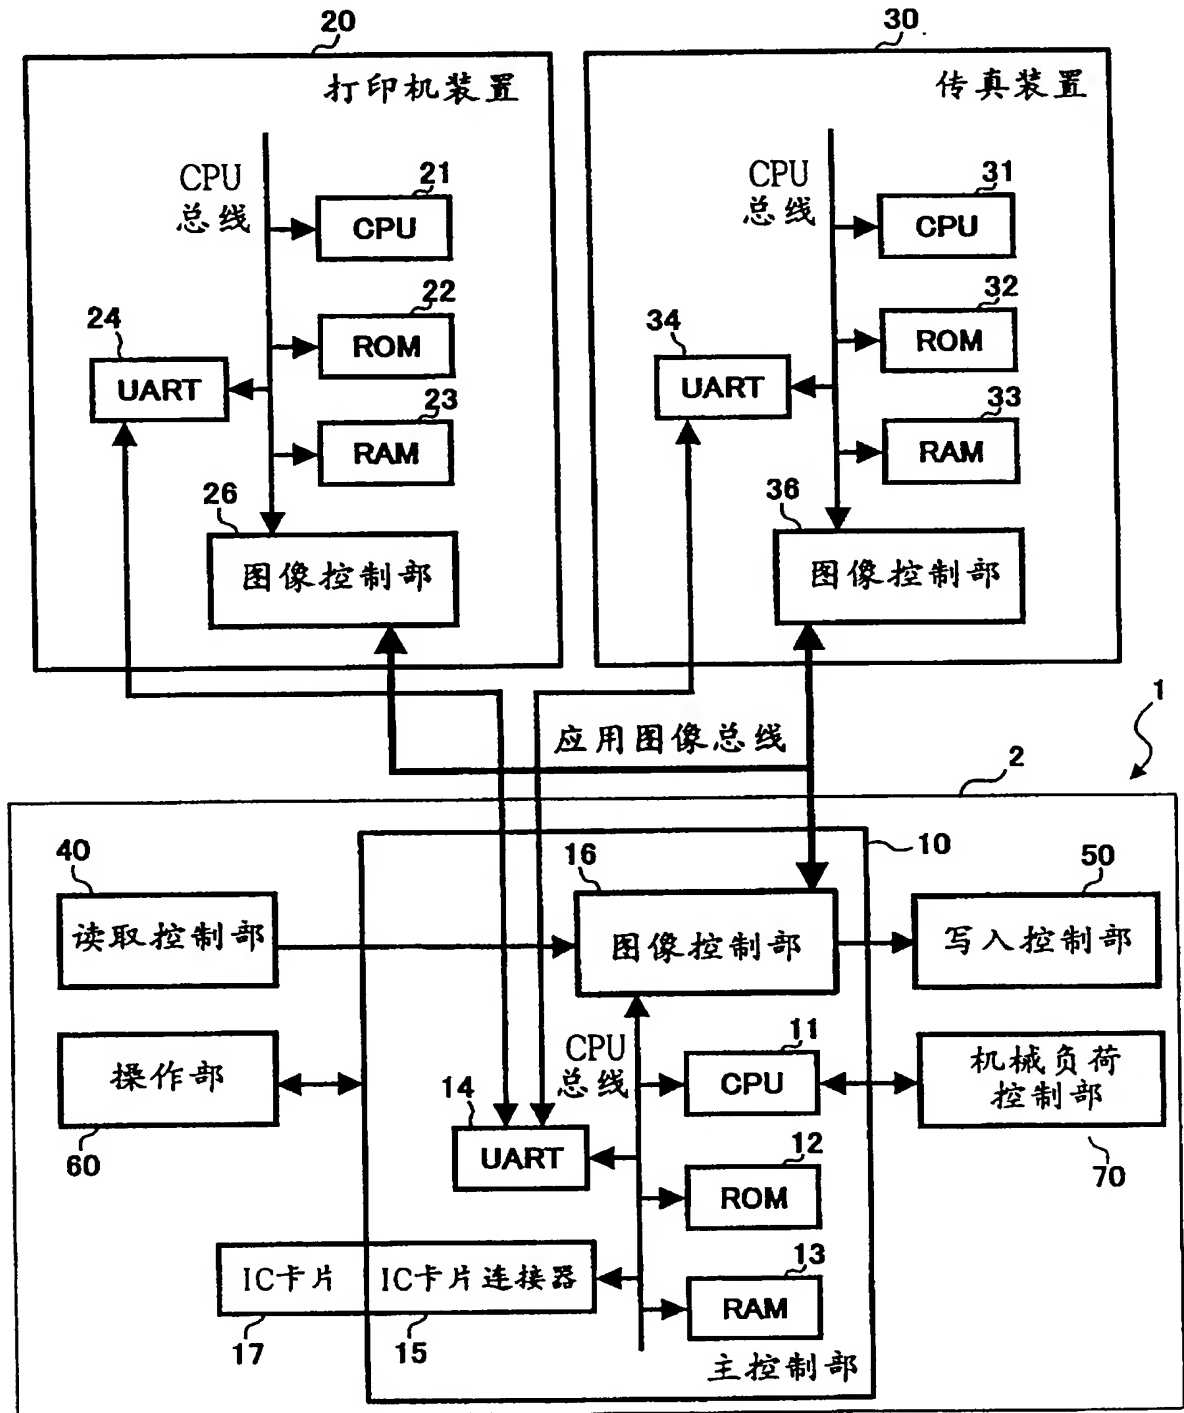 20
30
打印机装置
传真装置
CPU
总线
21
CPU
22
ROM
24
UART
23
RAM
26
图像控制部
CPU
总线
31
CPU
32
ROM
34
UART
33
RAM
36
图像控制部
应用图像总线
1
2
10
40
读取控制部
16
图像控制部
50
写入控制部
操作部
60
CPU
总线
11
CPU
机械负荷
控制部
70
14
UART
12
ROM
IC卡片
17
IC卡片连接器
15
13
RAM
主控制部